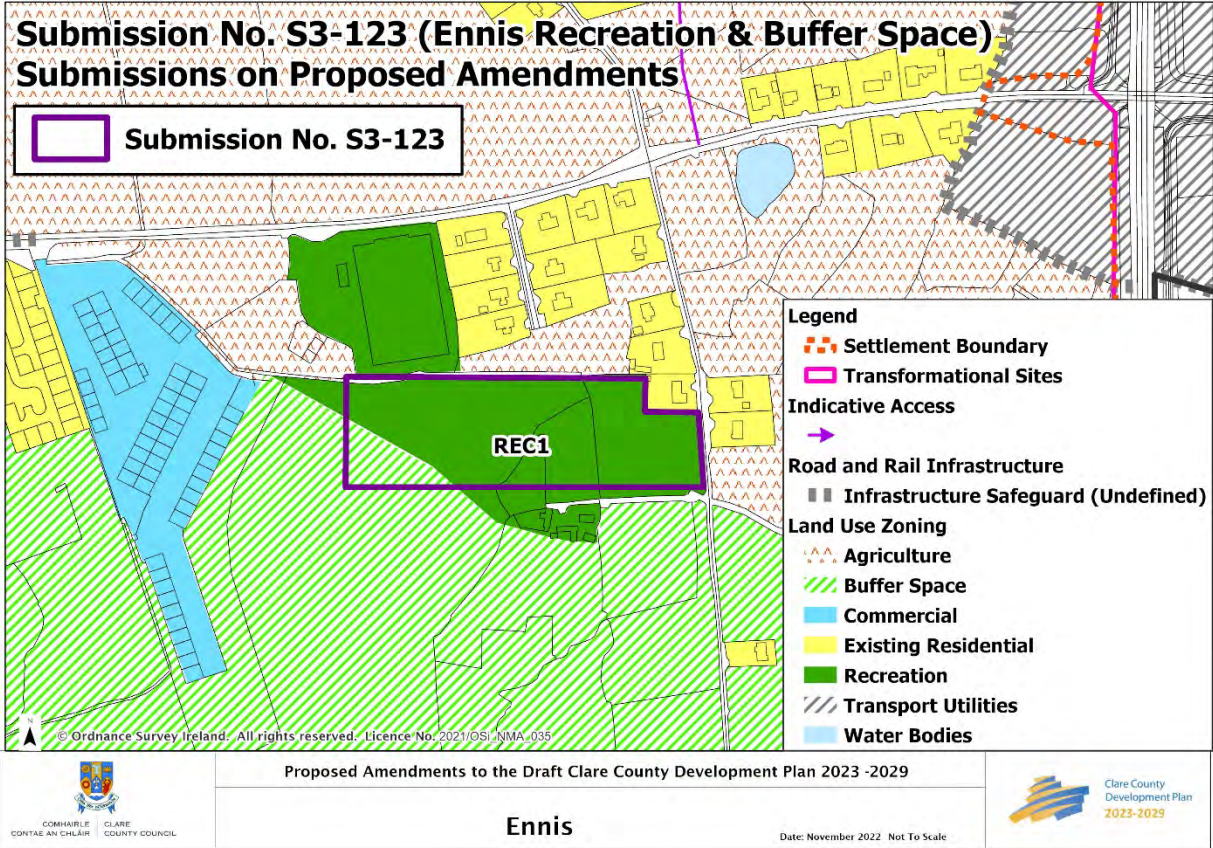 Submission No. S3-123 (Ennis Recreation & Buffer Space)
Submissions on Proposed Amendments
Submission No. S3-123
REC1
Legend
Settlement Boundary
Transformational Sites
Indicative Access
Road and Rail Infrastructure
Infrastructure Safeguard (Undefined)
Land Use Zoning
Agriculture
Buffer Space
Commercial
Existing Residential
Recreation
Transport Utilities
Water Bodies
N
© Ordnance Survey Ireland. All rights reserved. Licence No. 2021/OSi_NMA_035
COMHAIRLE CLARE
CONTAE AN CHLÁIR COUNTY COUNCIL
Proposed Amendments to the Draft Clare County Development Plan 2023 -2029
Ennis
Date: November 2022 Not To Scale
Clare County
Development Plan
2023-2029